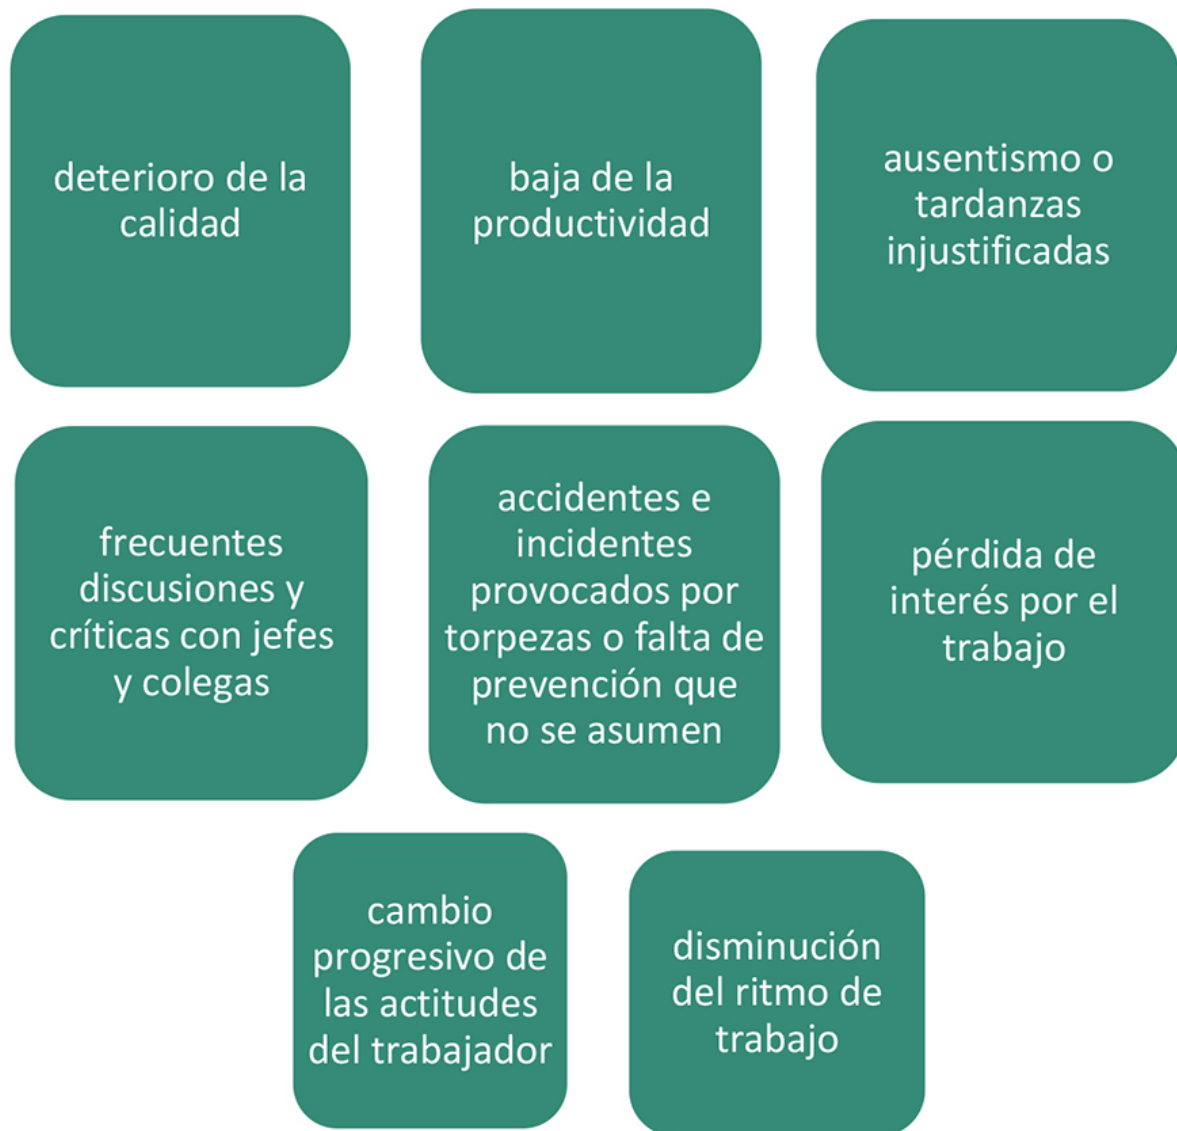 deterioro de la
calidad
baja de la
productividad
ausentismo o
tardanzas
injustificadas
frecuentes
discusiones y
críticas con jefes
y colegas
accidentes e
incidentes
provocados por
torpezas o falta de
prevención que
no se asumen
pérdida de
interés por el
trabajo
cambio
progresivo de
las actitudes
del trabajador
disminución
del ritmo de
trabajo